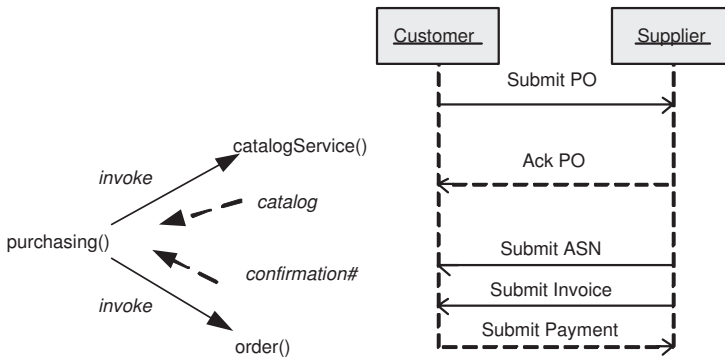 catalogService()
invoke
catalog
purchasing()
confirmation#
invoke
order()
Customer
Supplier
Submit PO
Ack PO
Submit ASN
Submit Invoice
Submit Payment